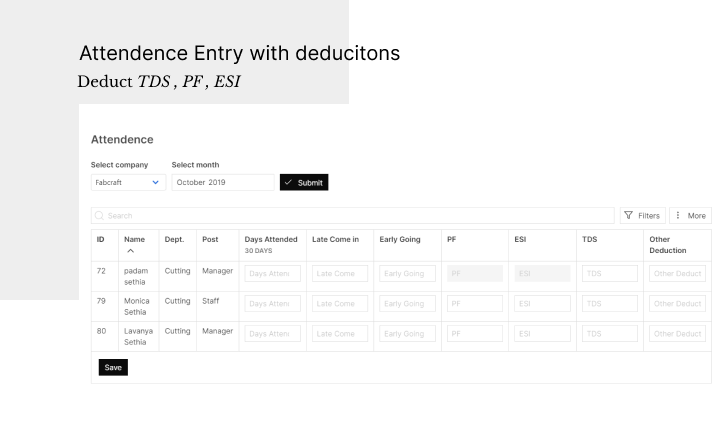 Attendence Entry with deducitons
Deduct TDS , PF , ESI
Attendence
Select company Select month
Fabcraft October 2019 Submit
Search Filters More
ID Name Dept. Post Days Attended Late Come in Early Going PF ESI TDS Other
30 DAYS Deduction
72 padam Cutting Manager Days Atteni Late Come Early Going PF ESI TDS Other Deduct
sethia
79 Monica Cutting Staff Days Atteni Late Come Early Going PF ESI TDS Other Deduct
Sethia
80 Lavanya Cutting Manager Days Atteni Late Come Early Going PF ESI TDS Other Deduct
Sethia
Save